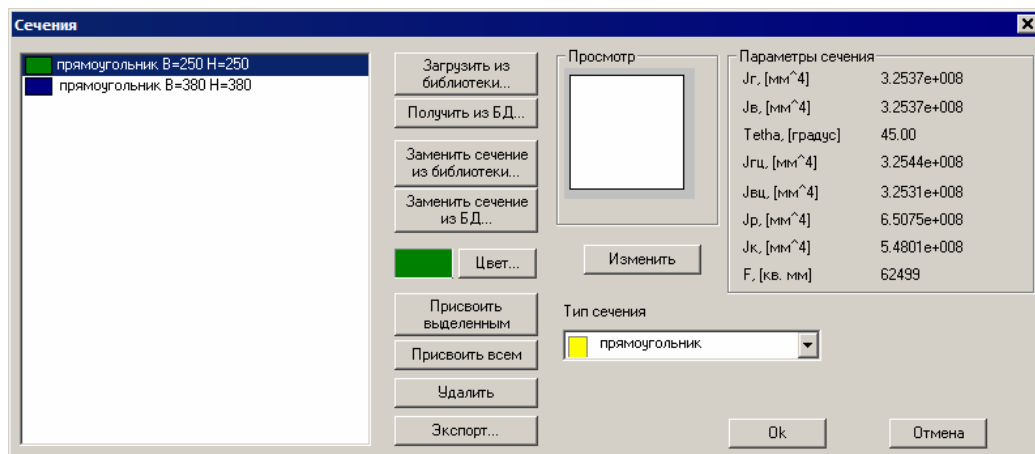 Сечения
прямоугольник B=250 H=250
прямоугольник B=380 H=380
Загрузить из
библиотеки...
Получить из БД...
Заменить сечение
из библиотеки...
Заменить сечение
из БД...
Цвет...
Присвоить
выделенным
Присвоить всем
Удалить
Экспорт...
Просмотр
Изменить
Параметры сечения
Jг, [мм^4] 3.2537e+008
Jв, [мм^4] 3.2537e+008
Tetha, [градус] 45.00
Jгц, [мм^4] 3.2544e+008
Jвц, [мм^4] 3.2531e+008
Jp, [мм^4] 6.5075e+008
Jк, [мм^4] 5.4801e+008
F, [кв. мм] 62499
Тип сечения
прямоугольник
Ok
Отмена